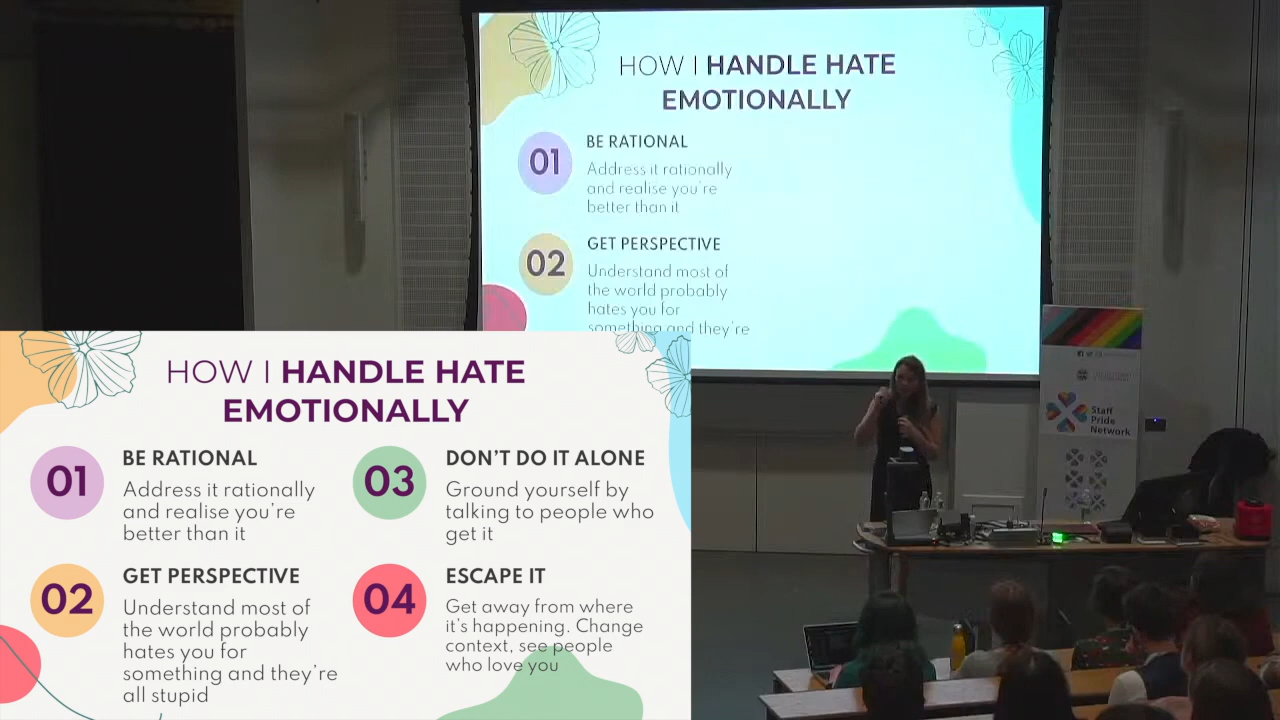 HOW I HANDLE HATE
EMOTIONALLY
01
BE RATIONAL
Address it rationally
and realise you're
better than it
02
GET PERSPECTIVE
Understand most of
the world probably
hates you for
something and they're
HOW I HANDLE HATE
EMOTIONALLY
01
BE RATIONAL
Address it rationally
and realise you're
better than it
02
GET PERSPECTIVE
Understand most of
the world probably
hates you for
something and they're
all stupid
03
DON'T DO IT ALONE
Ground yourself by
talking to people who
get it
04
ESCAPE IT
Get away from where
it's happening. Change
context, see people
who love you
Staff
Pride
Network